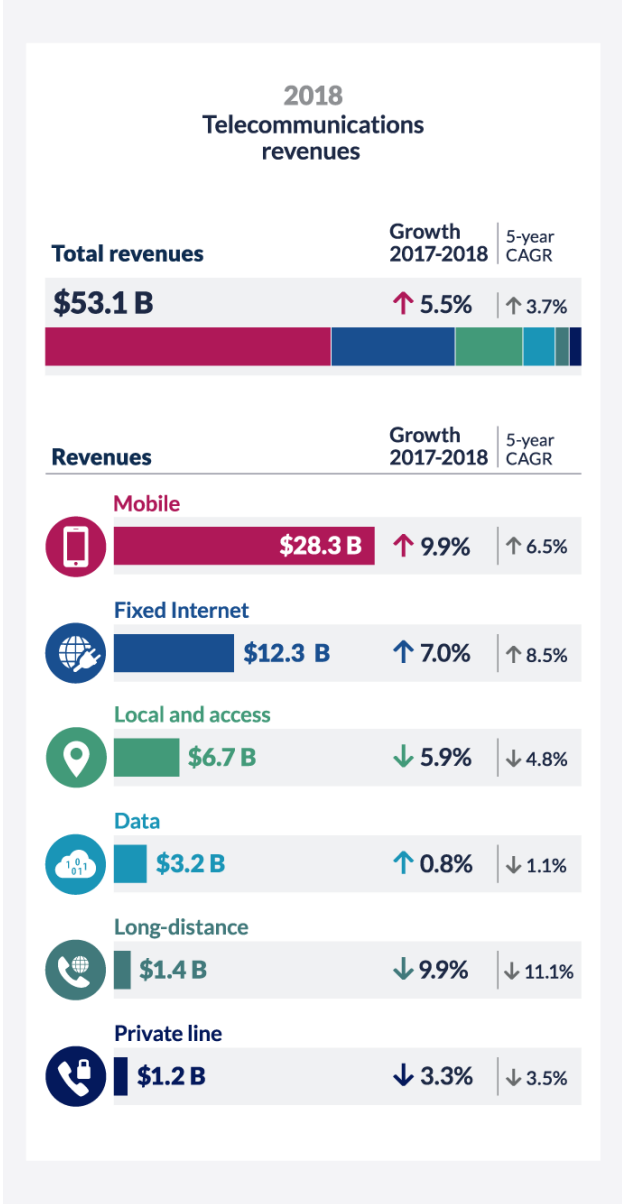 2018
Telecommunications
revenues
Total revenues
Growth
2017-2018
5-year
CAGR
$53.1 B
↑ 5.5%
↑ 3.7%
Revenues
Growth
2017-2018
5-year
CAGR
Mobile
$28.3 B
↑ 9.9%
↑ 6.5%
Fixed Internet
$12.3 B
↑ 7.0%
↑ 8.5%
Local and access
$6.7 B
↓ 5.9%
↓ 4.8%
Data
101
011
$3.2 B
↑ 0.8%
↓ 1.1%
Long-distance
$1.4 B
↓ 9.9%
↓ 11.1%
Private line
$1.2 B
↓ 3.3%
↓ 3.5%